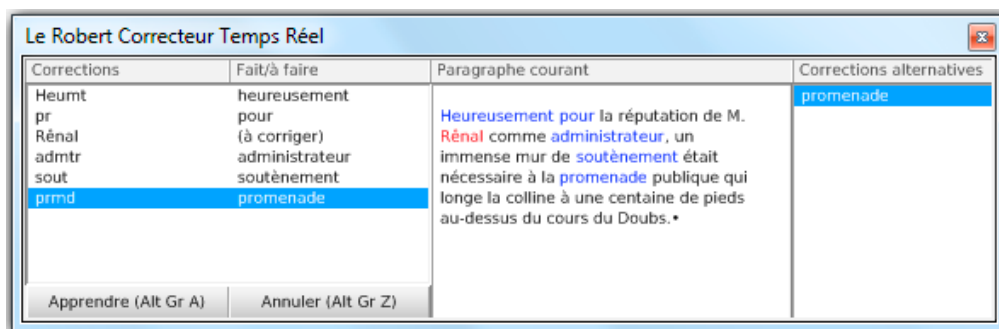 Le Robert Correcteur Temps Réel
Corrections Fait/à faire Paragraphe courant Corrections alternatives
Heumt heureusement
pr pour
Rênal (à corriger)
admtr administrateur
sout soutènement
prmd promenade
Heureusement pour la réputation de M.
Rênal comme administrateur, un
immense mur de soutènement était
nécessaire à la promenade publique qui
longe la colline à une centaine de pieds
au-dessus du cours du Doubs.•
promenade
Apprendre (Alt Gr A) Annuler (Alt Gr Z)